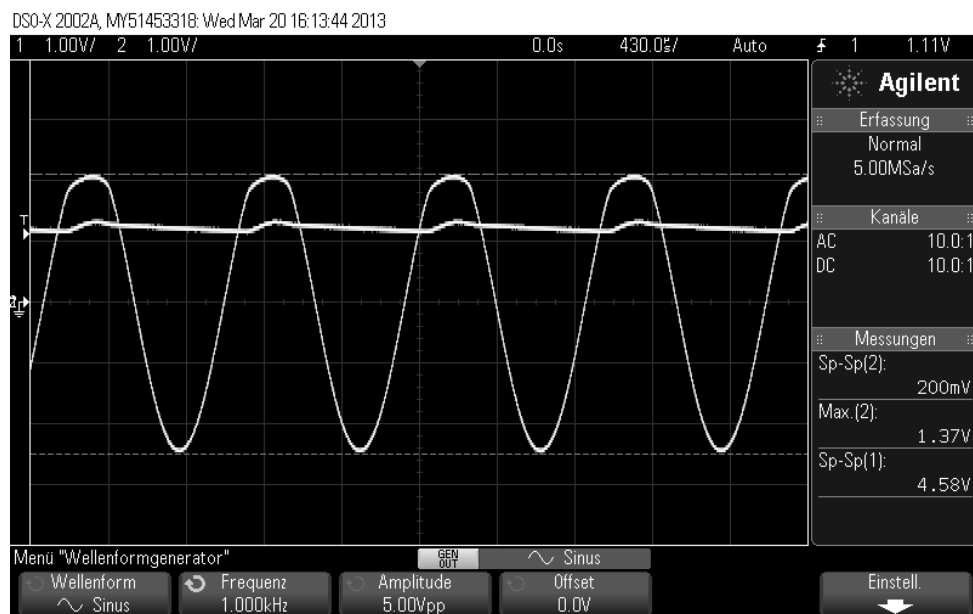 DSO-X 2002A, MY51453318: Wed Mar 20 16:13:44 2013
1 1.00V/ 2 1.00V/ 0.0s 430.0µs/ Auto 1 1.11V
Agilent
Erfassung
Normal
5.00MSa/s
Kanäle
AC 10.0:1
DC 10.0:1
Messungen
Sp-Sp(2):
200mV
Max.(2):
1.37V
Sp-Sp(1):
4.58V
T
Menü "Wellenformgenerator"
GEN OUT
Sinus
Wellenform
Sinus
Frequenz
1.000kHz
Amplitude
5.00Vpp
Offset
0.0V
Einstell.